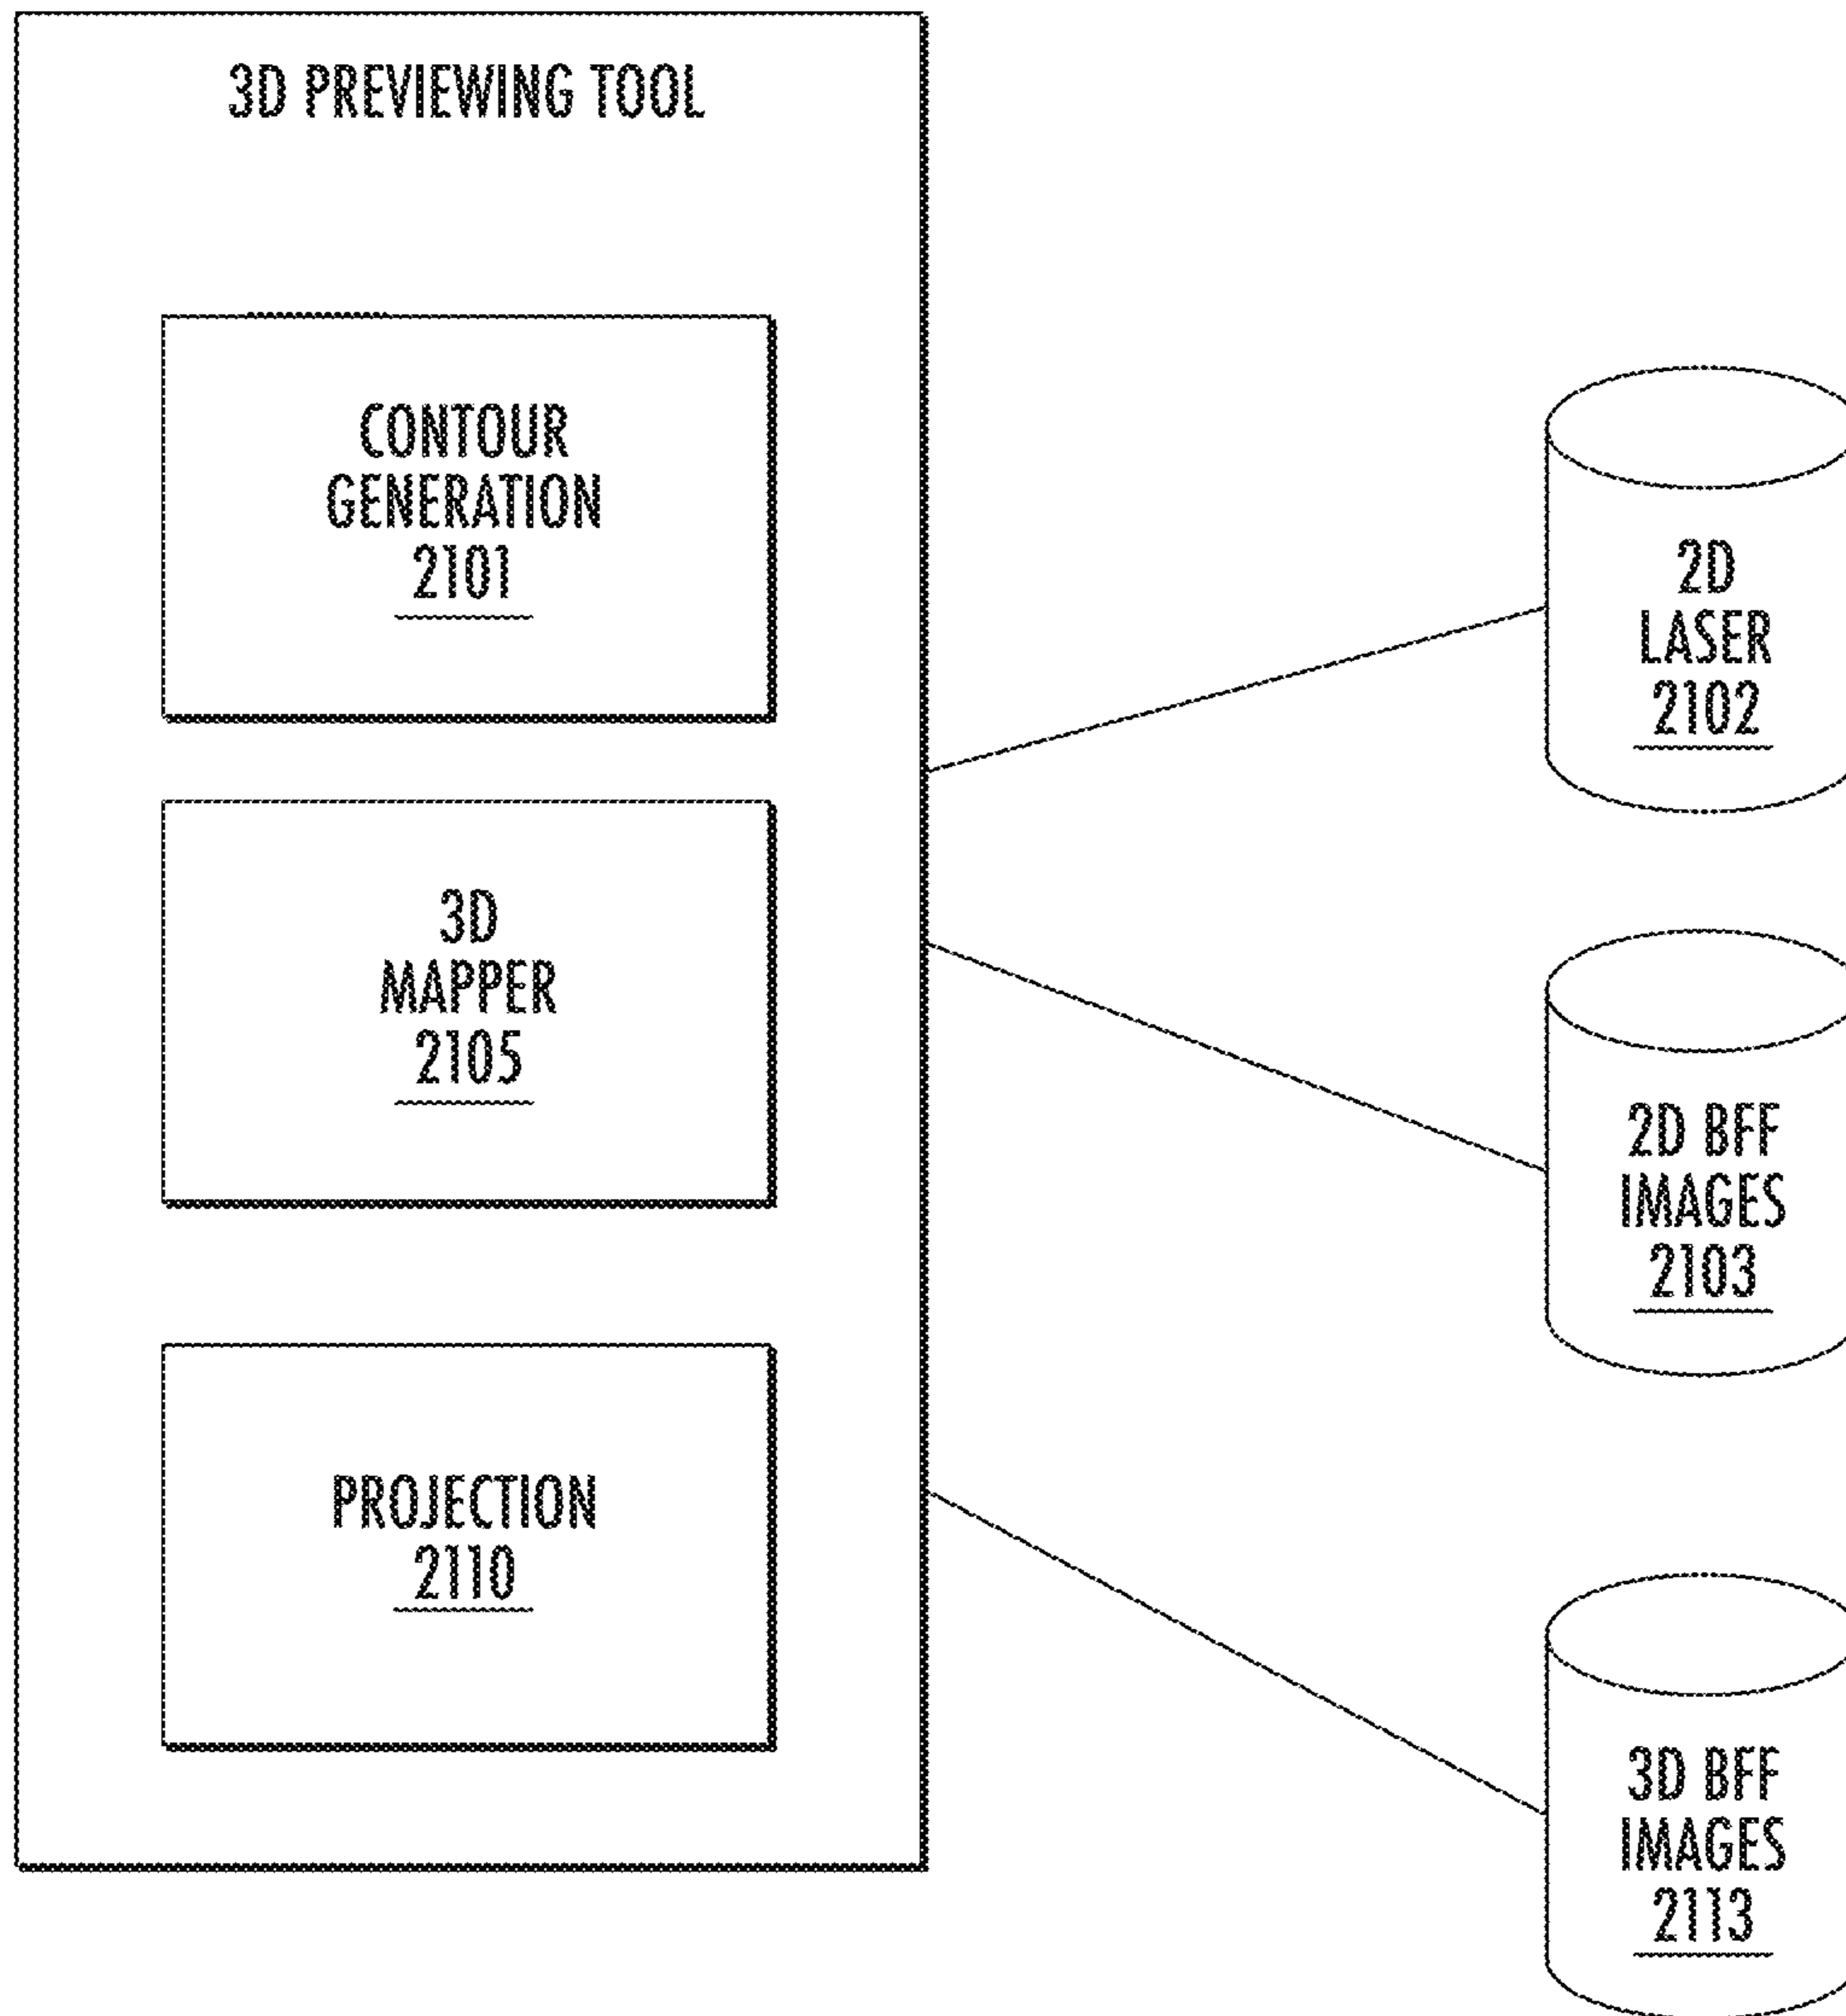 3D PREVIEWING TOOL
CONTOUR
GENERATION
2101
3D
MAPPER
2105
PROJECTION
2110
2D
LASER
2102
2D BFF
IMAGES
2103
3D BFF
IMAGES
2113